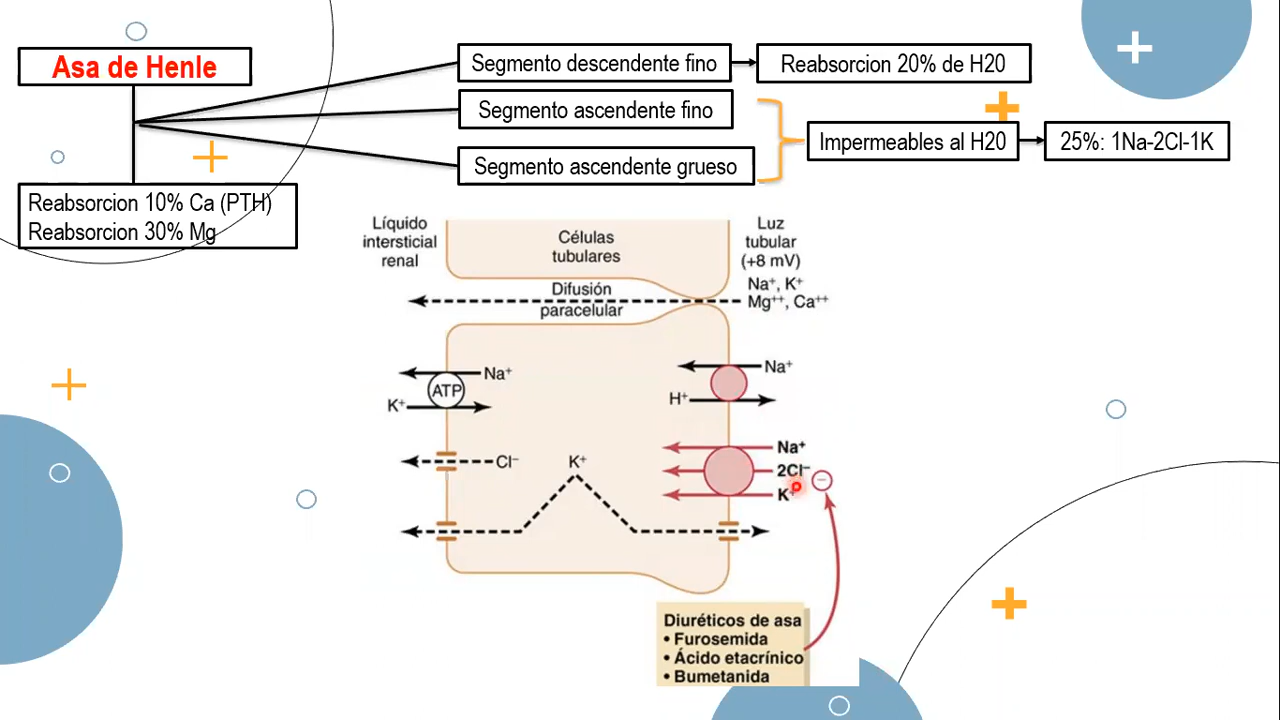 Asa de Henle
Segmento descendente fino
Reabsorcion 20% de H20
Segmento ascendente fino
Segmento ascendente grueso
Impermeables al H20
25%: 1Na-2Cl-1K
Reabsorcion 10% Ca (PTH)
Reabsorcion 30% Mg
Líquido
intersticial
renal
Células
tubulares
Luz
tubular
(+8 mV)
Difusión
paracelular
Na⁺, K⁺
Mg⁺⁺, Ca⁺⁺
Na⁺
ATP
K⁺
Na⁺
H⁺
Cl⁻
K⁺
Na⁺
2Cl⁻
K⁺
Diuréticos de asa
• Furosemida
• Ácido etacrínico
• Bumetanida